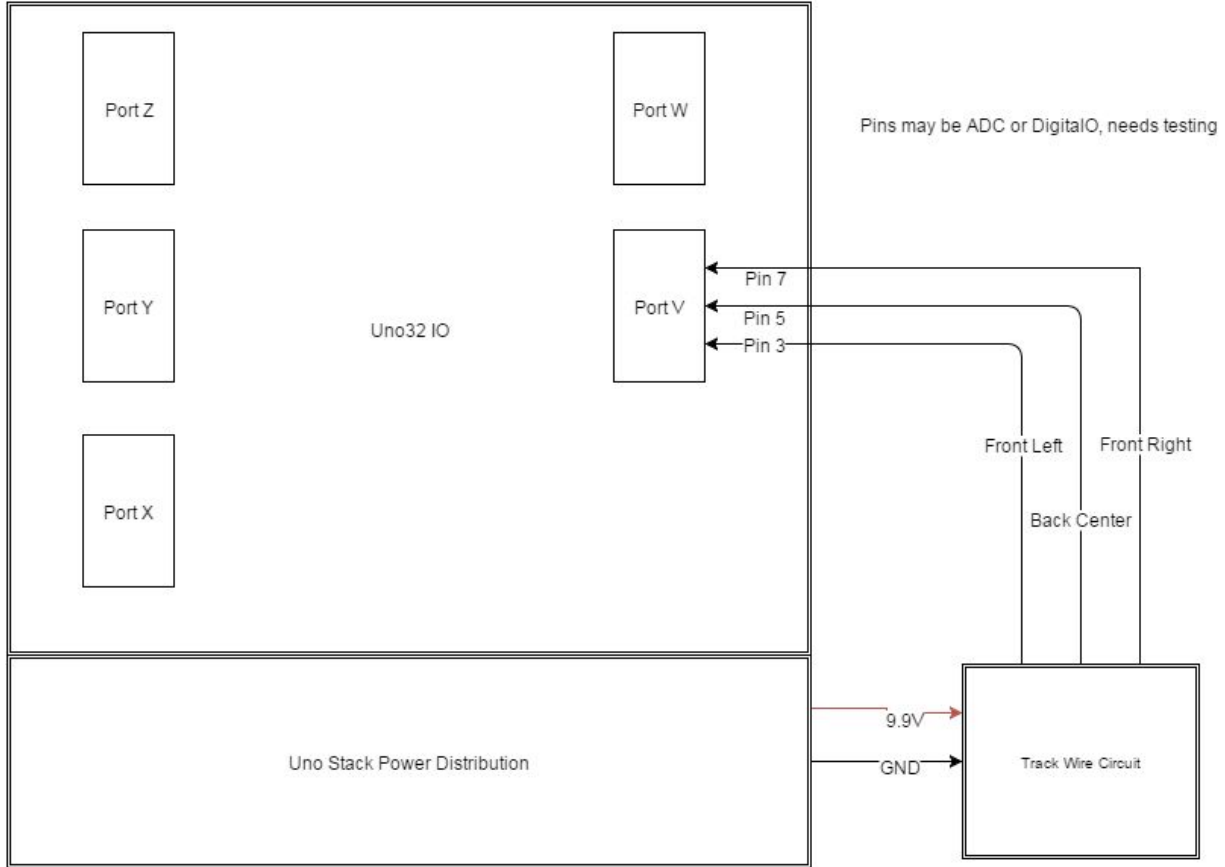 Port Z
Port W
Pins may be ADC or DigitalO, needs testing
Pin 7
Port Y
Port V
Pin 5
Uno32 IO
Pin 3
Front Left
Front Right
Port X
Back Center
9.9V
Uno Stack Power Distribution
Track Wire Circuit
GND